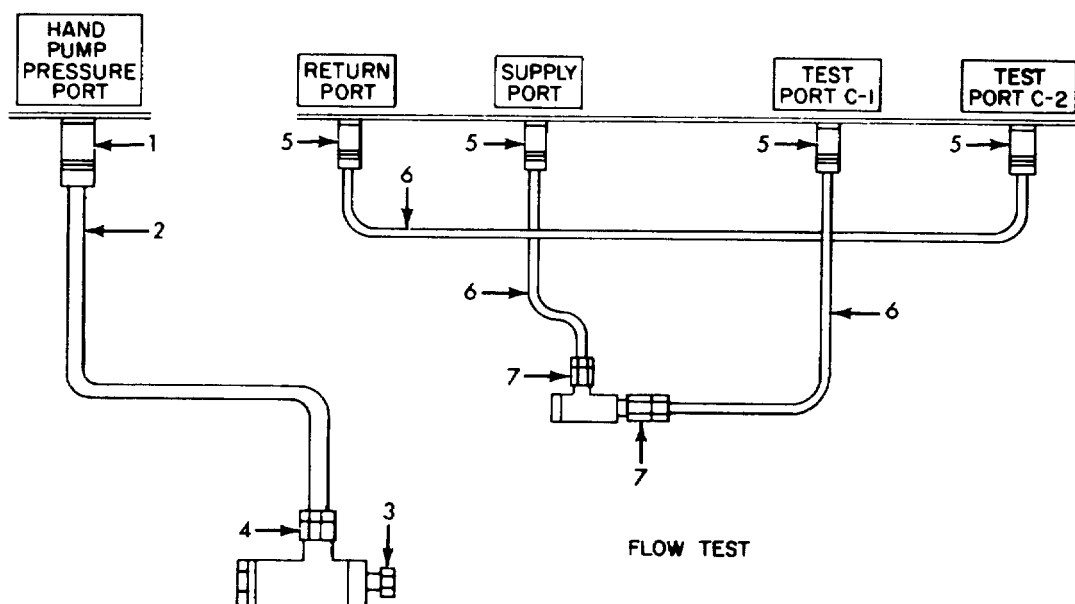 HAND
PUMP
PRESSURE
PORT
RETURN
PORT
SUPPLY
PORT
TEST
PORT C-1
TEST
PORT C-2
1
5
5
5
5
6
2
6
6
7
7
3
4
FLOW TEST